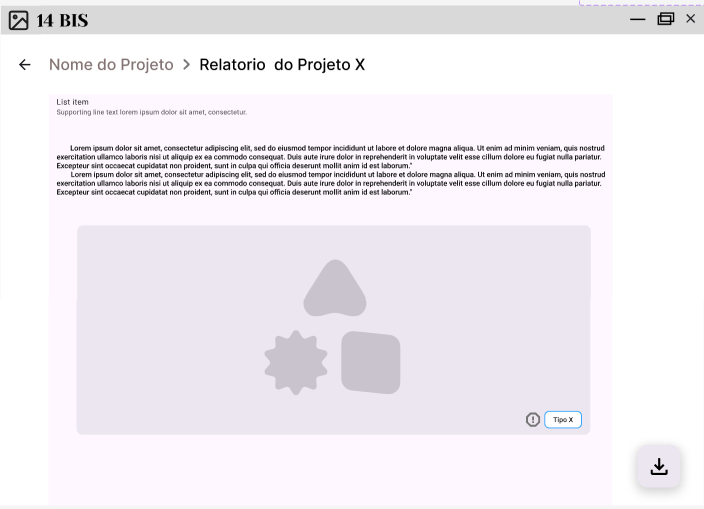 14 BIS
Nome do Projeto > Relatorio do Projeto X
List item
Supporting line text lorem ipsum dolor sit amet, consectetur.
Lorem ipsum dolor sit amet, consectetur adipiscing elit, sed do eiusmod tempor incididunt ut labore et dolore magna aliqua. Ut enim ad minim veniam, quis nostrud
exercitation ullamco laboris nisi ut aliquip ex ea commodo consequat. Duis aute irure dolor in reprehenderit in voluptate velit esse cillum dolore eu fugiat nulla pariatur.
Excepteur sint occaecat cupidatat non proident, sunt in culpa qui officia deserunt mollit anim id est laborum."
Lorem ipsum dolor sit amet, consectetur adipiscing elit, sed do eiusmod tempor incididunt ut labore et dolore magna aliqua. Ut enim ad minim veniam, quis nostrud
exercitation ullamco laboris nisi ut aliquip ex ea commodo consequat. Duis aute irure dolor in reprehenderit in voluptate velit esse cillum dolore eu fugiat nulla pariatur.
Excepteur sint occaecat cupidatat non proident, sunt in culpa qui officia deserunt mollit anim id est laborum."
Tipo X